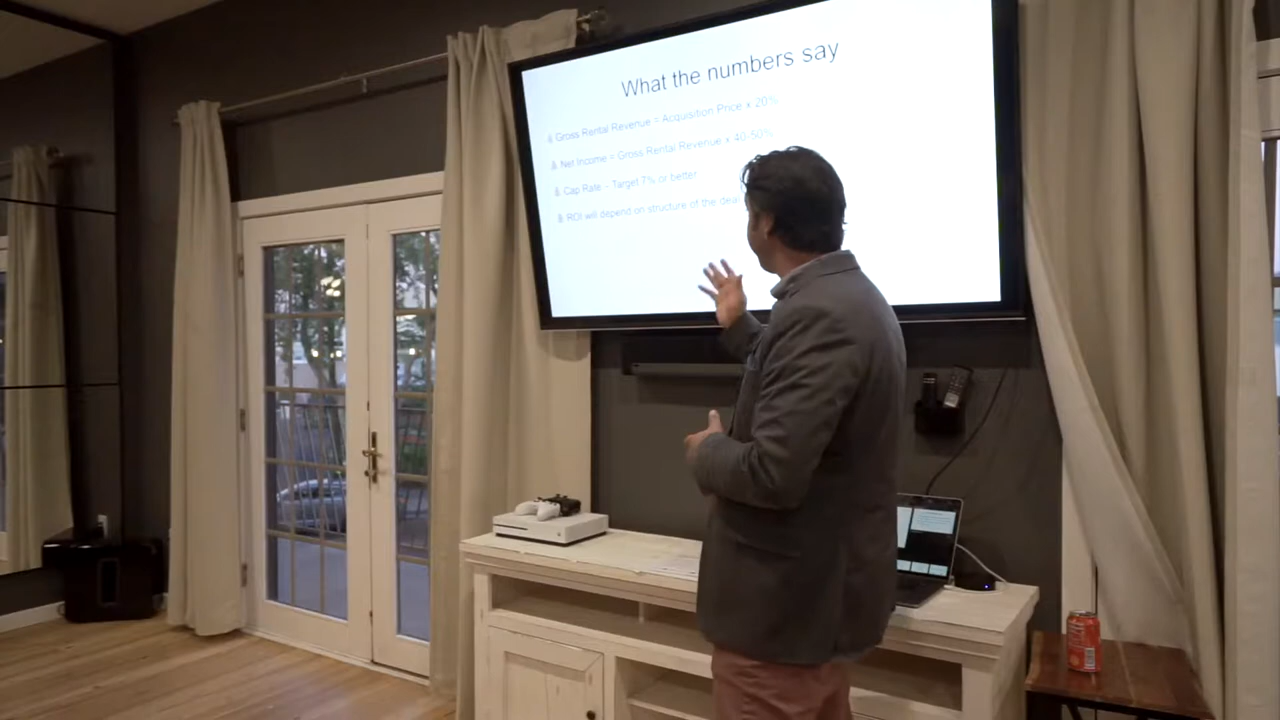 What the numbers say
Gross Rental Revenue = Acquisition Price x 20%
Net Income = Gross Rental Revenue x 40-50%
Cap Rate - Target 7% or better
ROI will depend on structure of the deal